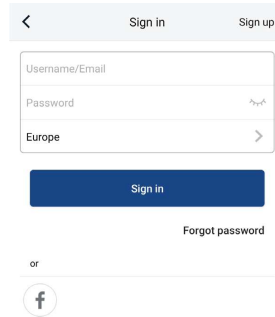 Sign in Sign up
Username/Email
Password
Europe
Sign in
Forgot password
or
f